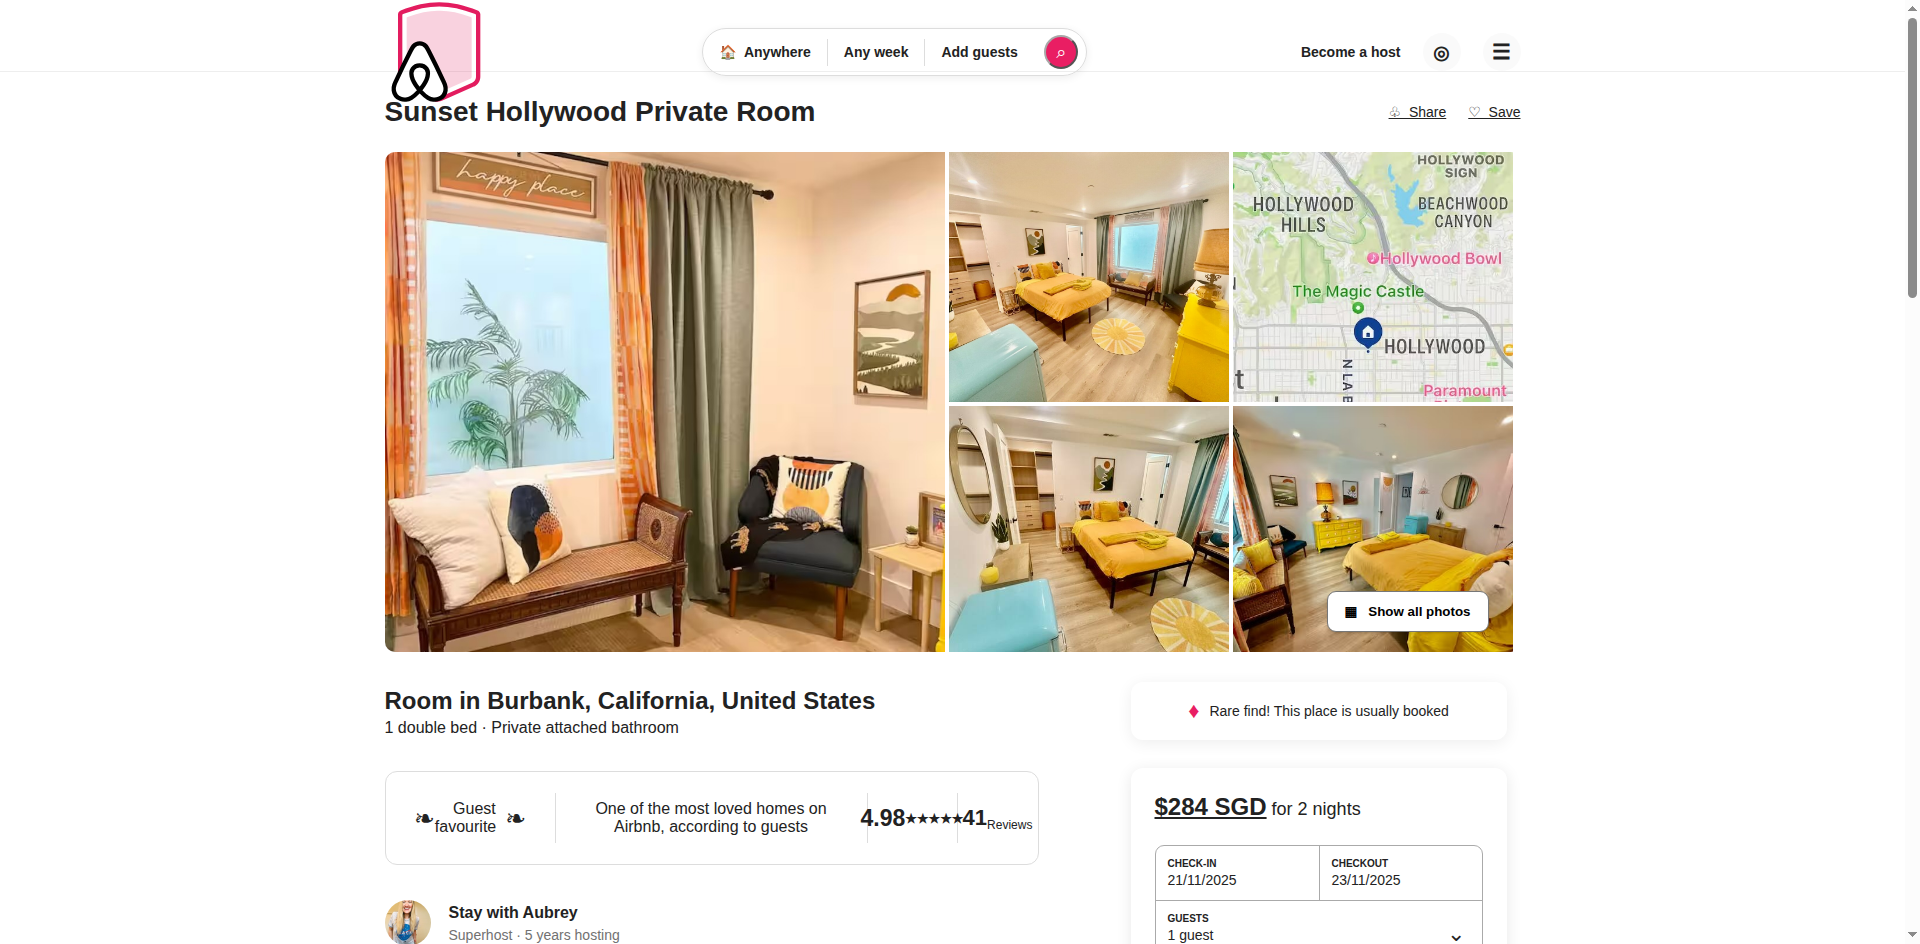 Anywhere
Any week
Add guests
Become a host
Sunset Hollywood Private Room
Share
Save
happy place
HOLLYWOOD
SIGN
HOLLYWOOD
HILLS
BEACHWOOD
CANYON
Hollywood Bowl
The Magic Castle
HOLLYWOOD
N LA B
t
Paramount
Show all photos
Room in Burbank, California, United States
1 double bed · Private attached bathroom
Rare find! This place is usually booked
Guest
favourite
One of the most loved homes on
Airbnb, according to guests
4.98★★★★★
41 Reviews
$284 SGD for 2 nights
CHECK-IN
21/11/2025
CHECKOUT
23/11/2025
GUESTS
1 guest
Stay with Aubrey
Superhost · 5 years hosting